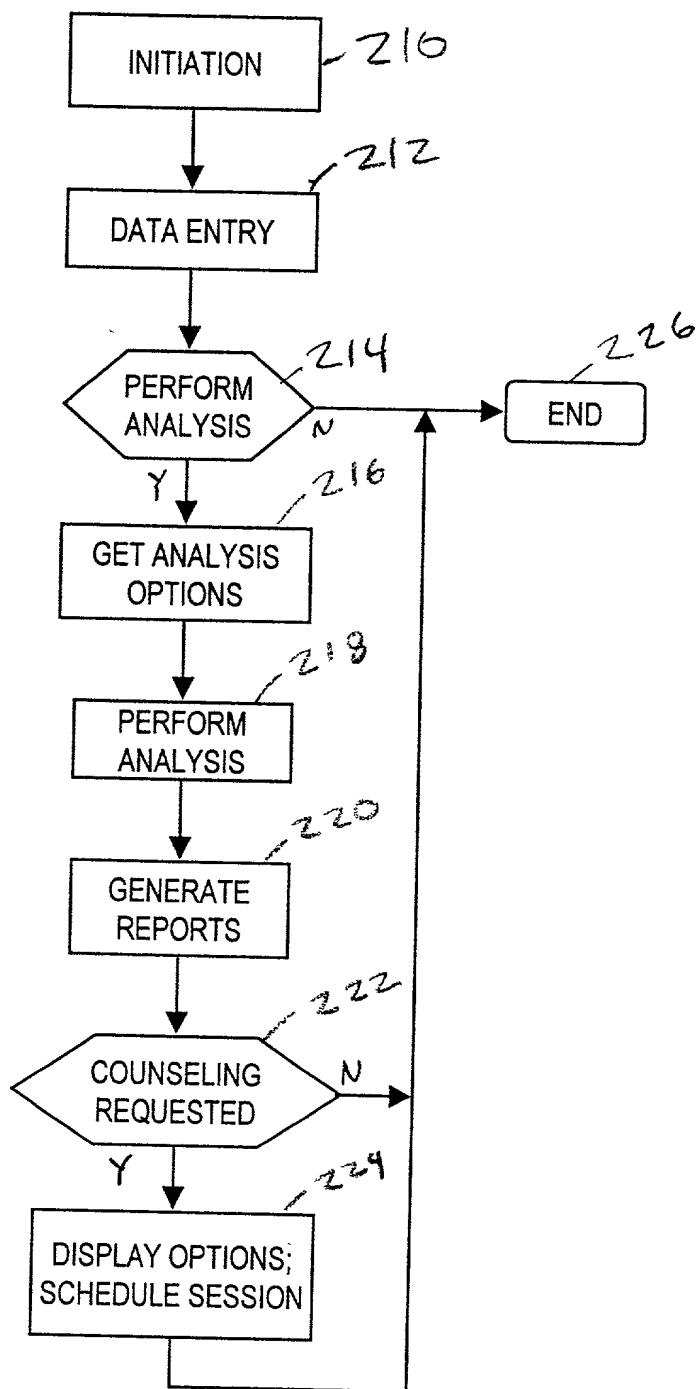 INITIATION
210
DATA ENTRY
212
PERFORM
ANALYSIS
214
N
Y
END
226
GET ANALYSIS
OPTIONS
216
PERFORM
ANALYSIS
218
GENERATE
REPORTS
220
COUNSELING
REQUESTED
222
N
Y
DISPLAY OPTIONS;
SCHEDULE SESSION
224